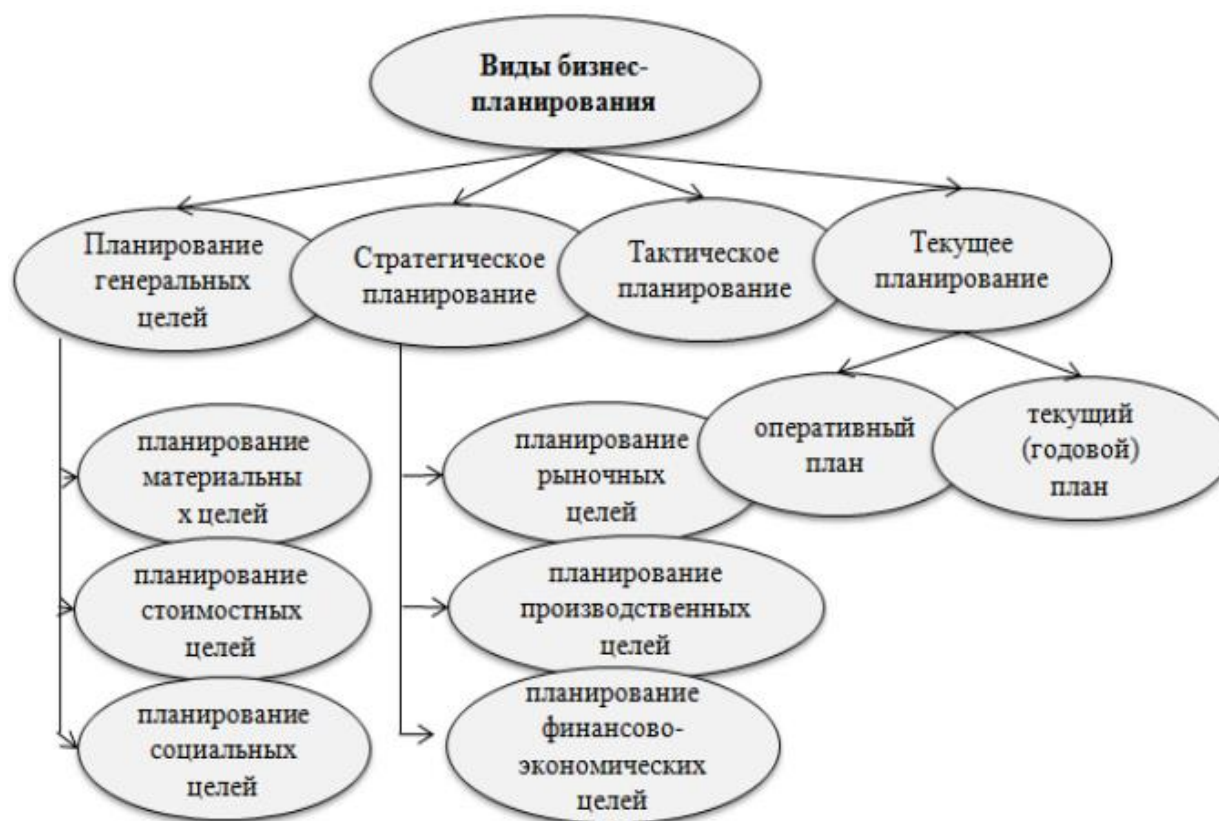 Виды бизнес-
планирования
Планирование
генеральных
целей
Стратегическое
планирование
Тактическое
планирование
Текущее
планирование
оперативный
план
текущий
(годовой)
план
планирование
материальны
х целей
планирование
рыночных
целей
планирование
стоимостных
целей
планирование
производственных
целей
планирование
социальных
целей
планирование
финансово-
экономических
целей